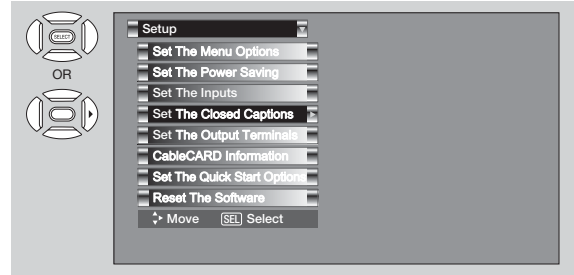 SELECT
OR
Setup
Set The Menu Options
Set The Power Saving
Set The Inputs
Set The Closed Captions
Set The Output Terminals
CableCARD Information
Set The Quick Start Options
Reset The Software
Move SEL Select